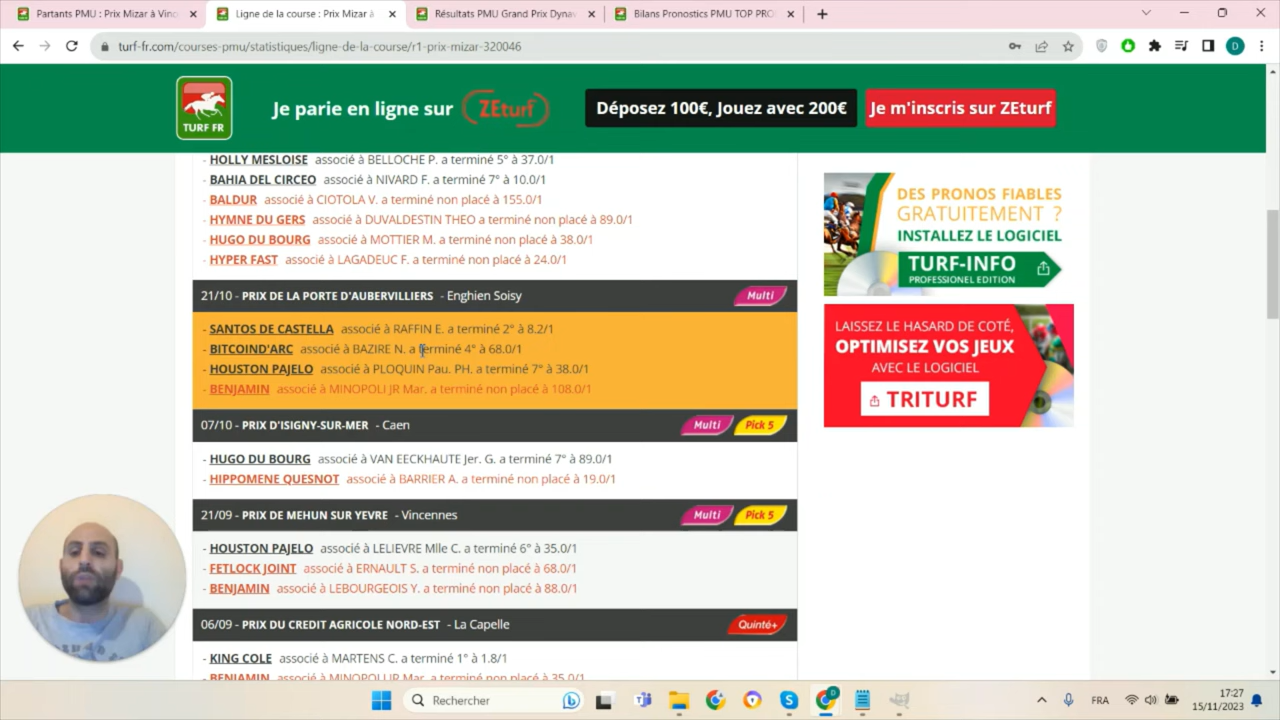 Partants PMU : Prix Mizar à Vinc
Ligne de la course : Prix Mizar à
Résultats PMU Grand Prix Dynav
Bilans Pronostics PMU TOP PRO
turf-fr.com/courses-pmu/statistiques/ligne-de-la-course/r1-prix-mizar-320046
D
TURF FR
Je parie en ligne sur ZEturf
Déposez 100€, Jouez avec 200€
Je m'inscris sur ZEturf
- HOLLY MESLOISE associé à BELLOCHE P. a terminé 5° à 37.0/1
- BAHIA DEL CIRCEO associé à NIVARD F. a terminé 7° à 10.0/1
- BALDUR associé à CIOTOLA V. a terminé non placé à 155.0/1
- HYMNE DU GERS associé à DUVALDESTIN THEO a terminé non placé à 89.0/1
- HUGO DU BOURG associé à MOTTIER M. a terminé non placé à 38.0/1
- HYPER FAST associé à LAGADEUC F. a terminé non placé à 24.0/1
21/10 - PRIX DE LA PORTE D'AUBERVILLIERS - Enghien Soisy Multi
- SANTOS DE CASTELLA associé à RAFFIN E. a terminé 2° à 8.2/1
- BITCOIND'ARC associé à BAZIRE N. a terminé 4° à 68.0/1
- HOUSTON PAJELO associé à PLOQUIN Pau. PH. a terminé 7° à 38.0/1
- BENJAMIN associé à MINOPOLI JR Mar. a terminé non placé à 108.0/1
07/10 - PRIX D'ISIGNY-SUR-MER - Caen Multi Pick 5
- HUGO DU BOURG associé à VAN EECKHAUTE Jer. G. a terminé 7° à 89.0/1
- HIPPOMENE QUESNOT associé à BARRIER A. a terminé non placé à 19.0/1
21/09 - PRIX DE MEHUN SUR YEVRE - Vincennes Multi Pick 5
- HOUSTON PAJELO associé à LELIEVRE Mlle C. a terminé 6° à 35.0/1
- FETLOCK JOINT associé à ERNAULT S. a terminé non placé à 68.0/1
- BENJAMIN associé à LEBOURGEOIS Y. a terminé non placé à 88.0/1
06/09 - PRIX DU CREDIT AGRICOLE NORD-EST - La Capelle Quinté+
- KING COLE associé à MARTENS C. a terminé 1° à 1.8/1
- BENJAMIN associé à MINOPOLI JR Mar. a terminé non placé à 35.0/1
DES PRONOS FIABLES
GRATUITEMENT ?
INSTALLEZ LE LOGICIEL
TURF-INFO
PROFESSIONEL EDITION
LAISSEZ LE HASARD DE COTÉ,
OPTIMISEZ VOS JEUX
AVEC LE LOGICIEL
TRITURF
Rechercher
FRA
17:27
15/11/2023